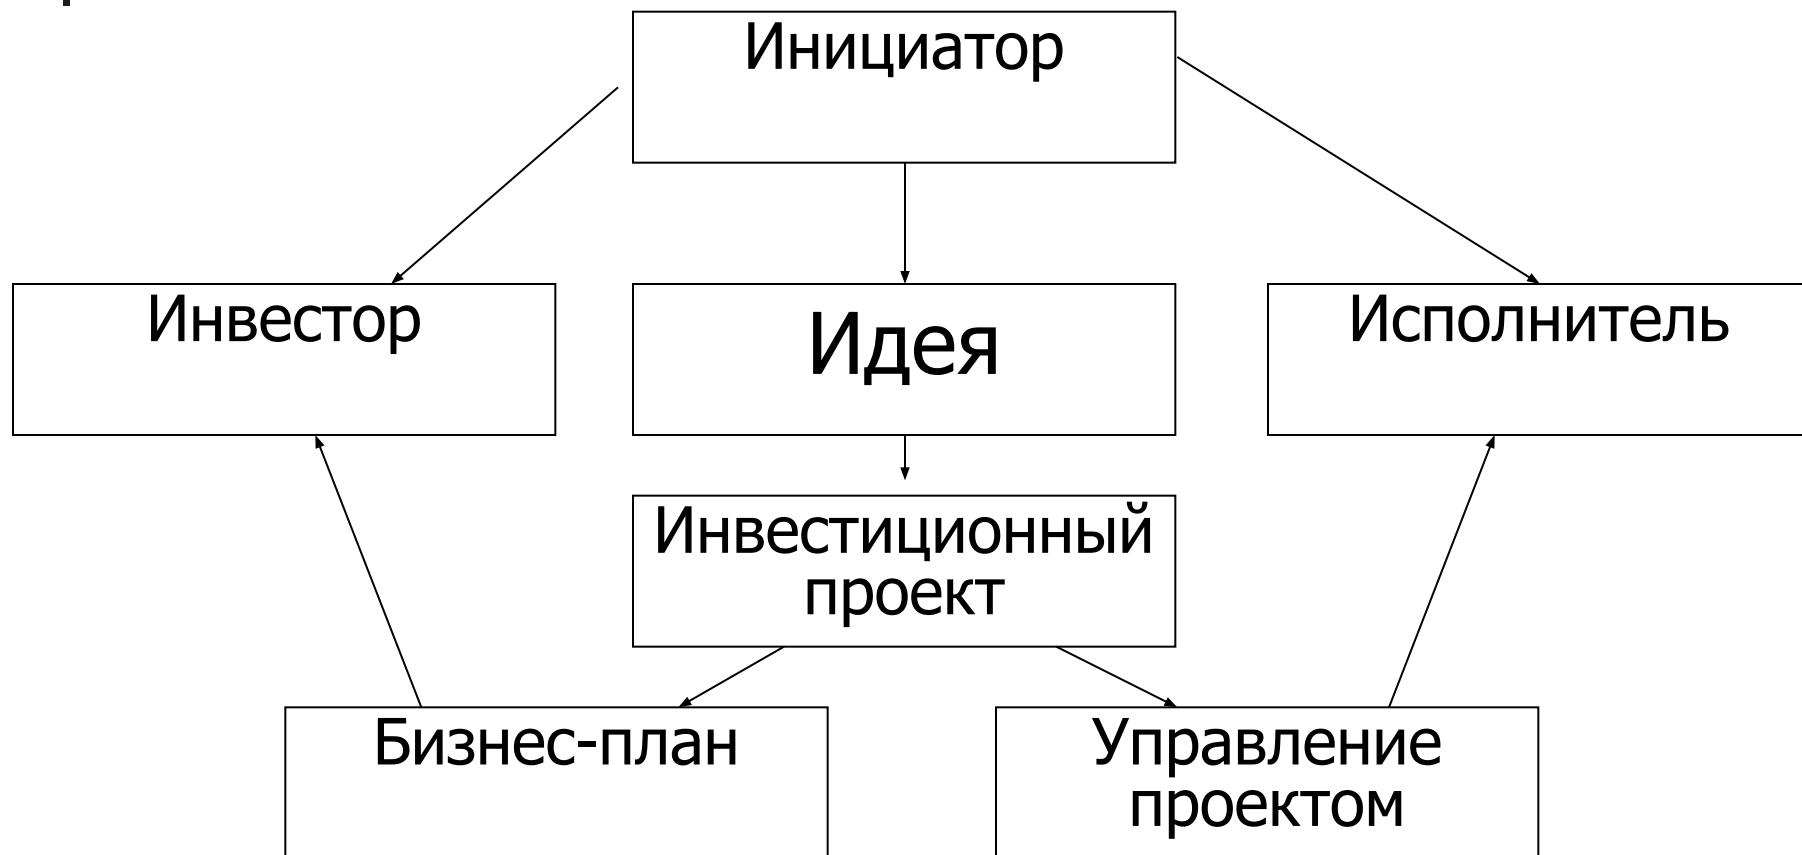 Инициатор
Инвестор
Идея
Исполнитель
Инвестиционный
проект
Бизнес-план
Управление
проектом